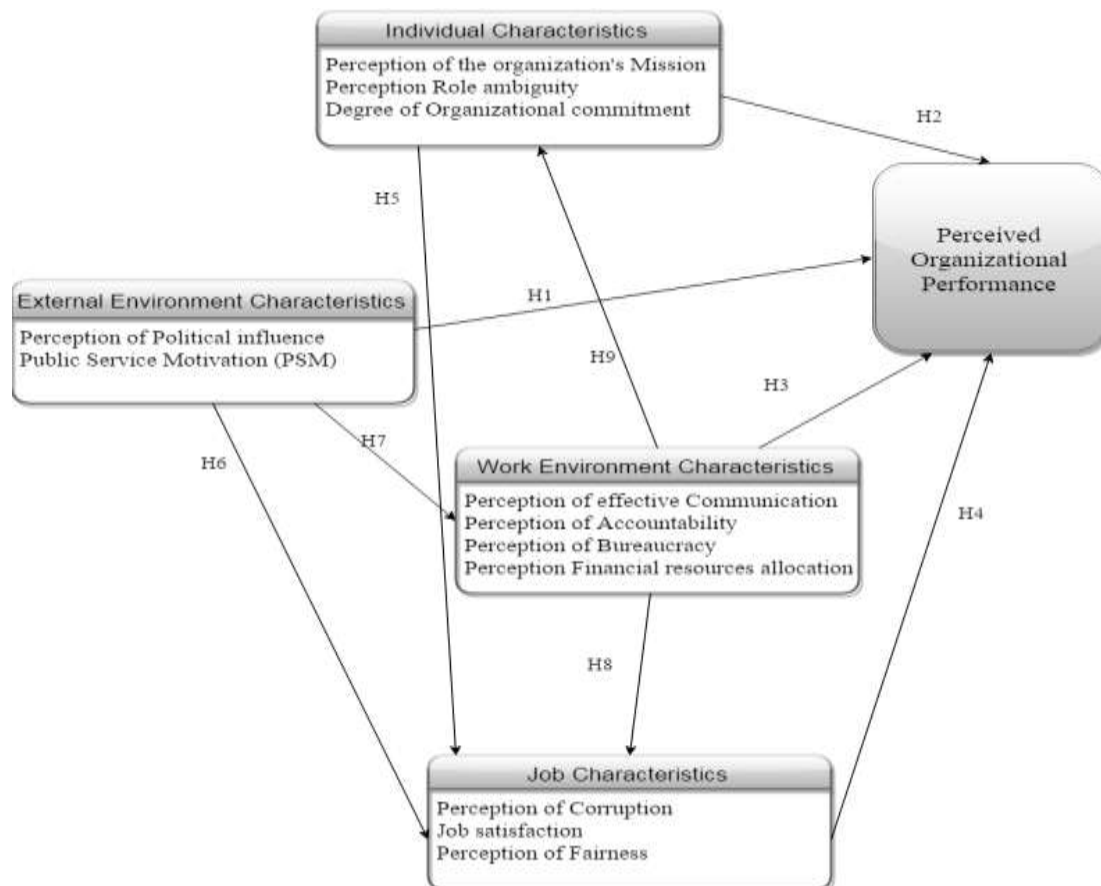 Individual Characteristics
Perception of the organization's Mission
Perception Role ambiguity
Degree of Organizational commitment
H2
H5
Perceived
Organizational
Performance
External Environment Characteristics
Perception of Political influence
Public Service Motivation (PSM)
H1
H9
H3
H7
H6
Work Environment Characteristics
Perception of effective Communication
Perception of Accountability
Perception of Bureaucracy
Perception Financial resources allocation
H4
H8
Job Characteristics
Perception of Corruption
Job satisfaction
Perception of Fairness